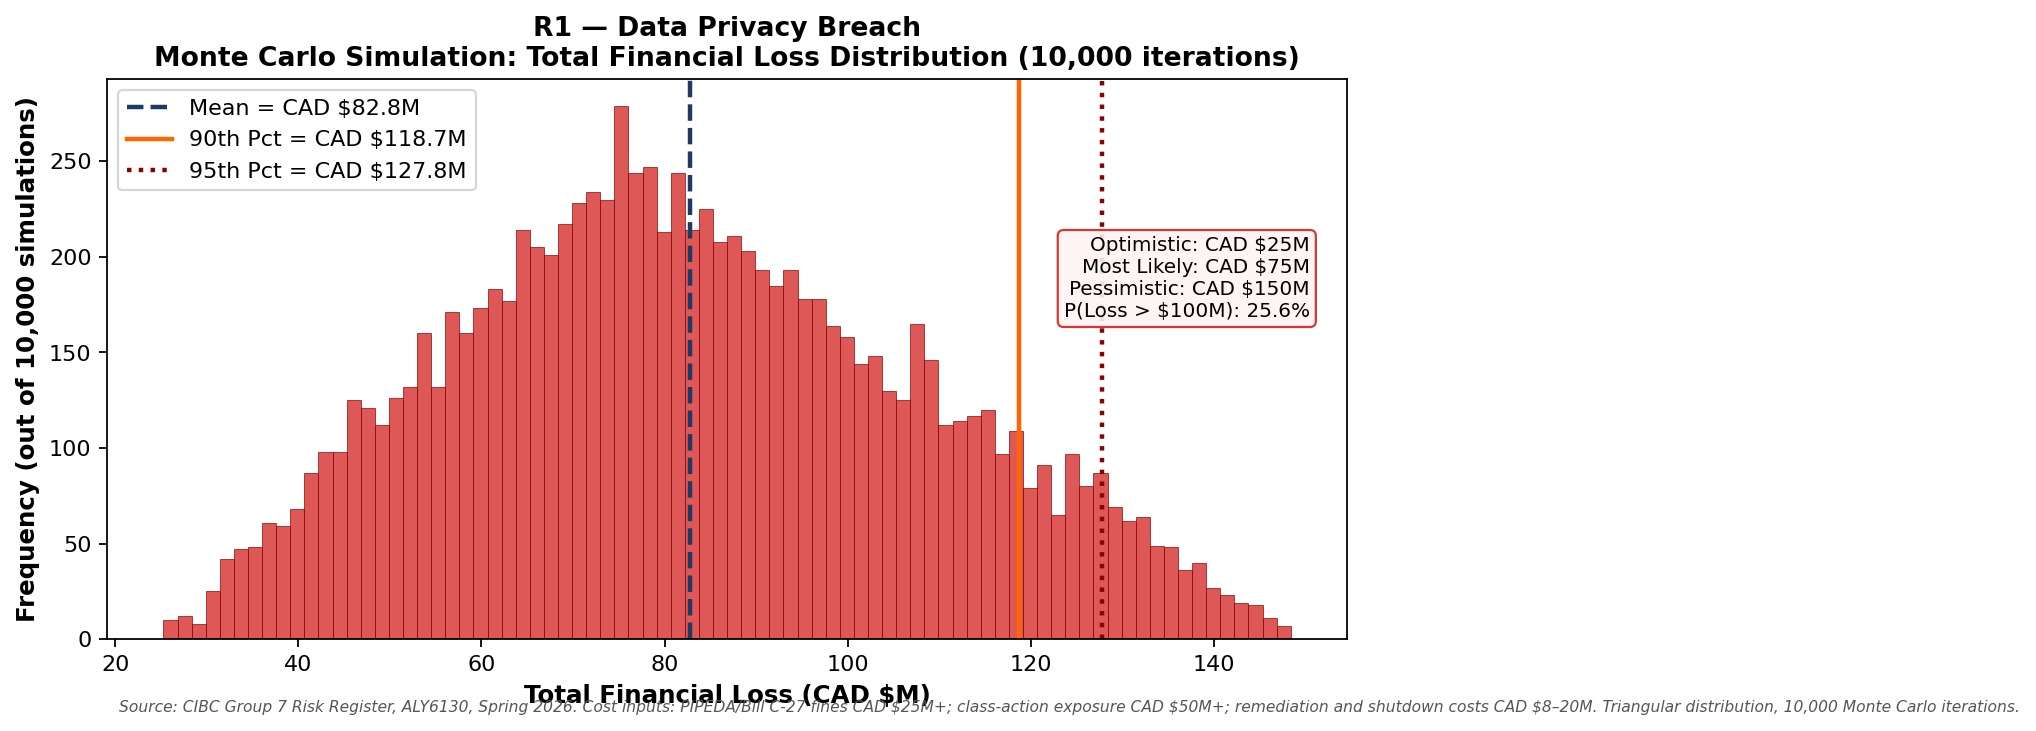 R1 — Data Privacy Breach
Monte Carlo Simulation: Total Financial Loss Distribution (10,000 iterations)
Mean = CAD $82.8M
90th Pct = CAD $118.7M
95th Pct = CAD $127.8M
Optimistic: CAD $25M
Most Likely: CAD $75M
Pessimistic: CAD $150M
P(Loss > $100M): 25.6%
Frequency (out of 10,000 simulations)
250
200
150
100
50
0
20 40 60 80 100 120 140
Total Financial Loss (CAD $M)
Source: CIBC Group 7 Risk Register, ALY6130, Spring 2026. Cost inputs: PIPEDA/Bill C-27 fines CAD $25M+; class-action exposure CAD $50M+; remediation and shutdown costs CAD $8–20M. Triangular distribution, 10,000 Monte Carlo iterations.